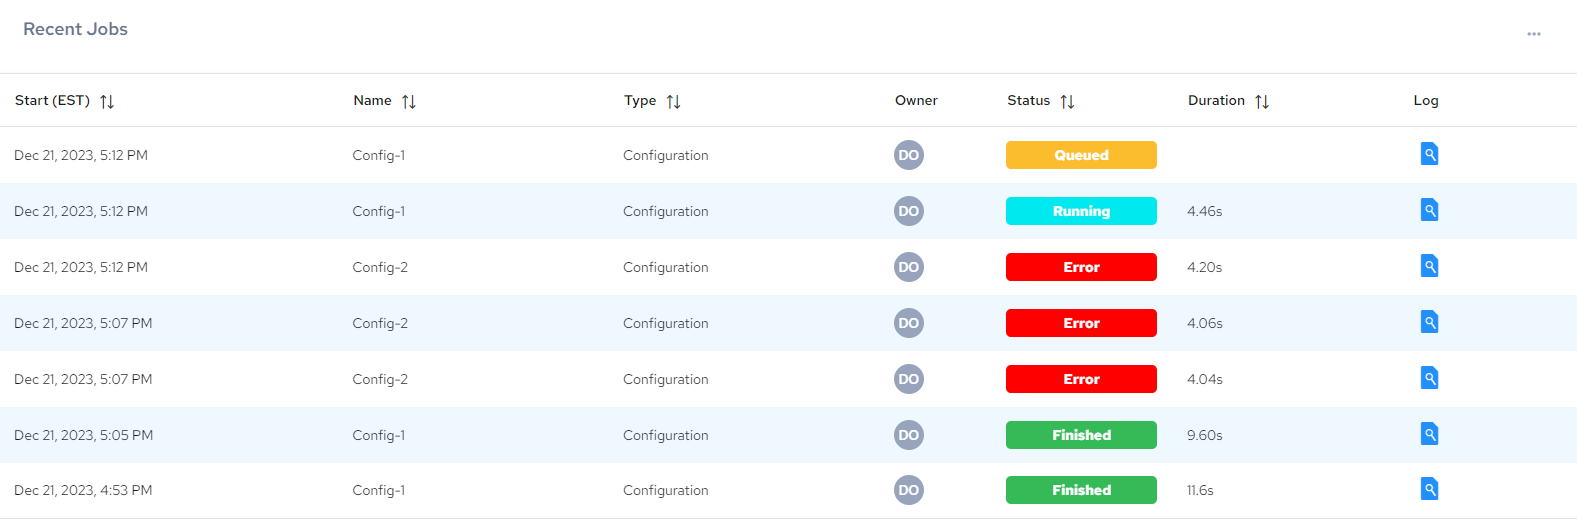 Recent Jobs
Start (EST) Name Type Owner Status Duration Log
Dec 21, 2023, 5:12 PM Config-1 Configuration DO Queued
Dec 21, 2023, 5:12 PM Config-1 Configuration DO Running 4.46s
Dec 21, 2023, 5:12 PM Config-2 Configuration DO Error 4.20s
Dec 21, 2023, 5:07 PM Config-2 Configuration DO Error 4.06s
Dec 21, 2023, 5:07 PM Config-2 Configuration DO Error 4.04s
Dec 21, 2023, 5:05 PM Config-1 Configuration DO Finished 9.60s
Dec 21, 2023, 4:53 PM Config-1 Configuration DO Finished 11.6s